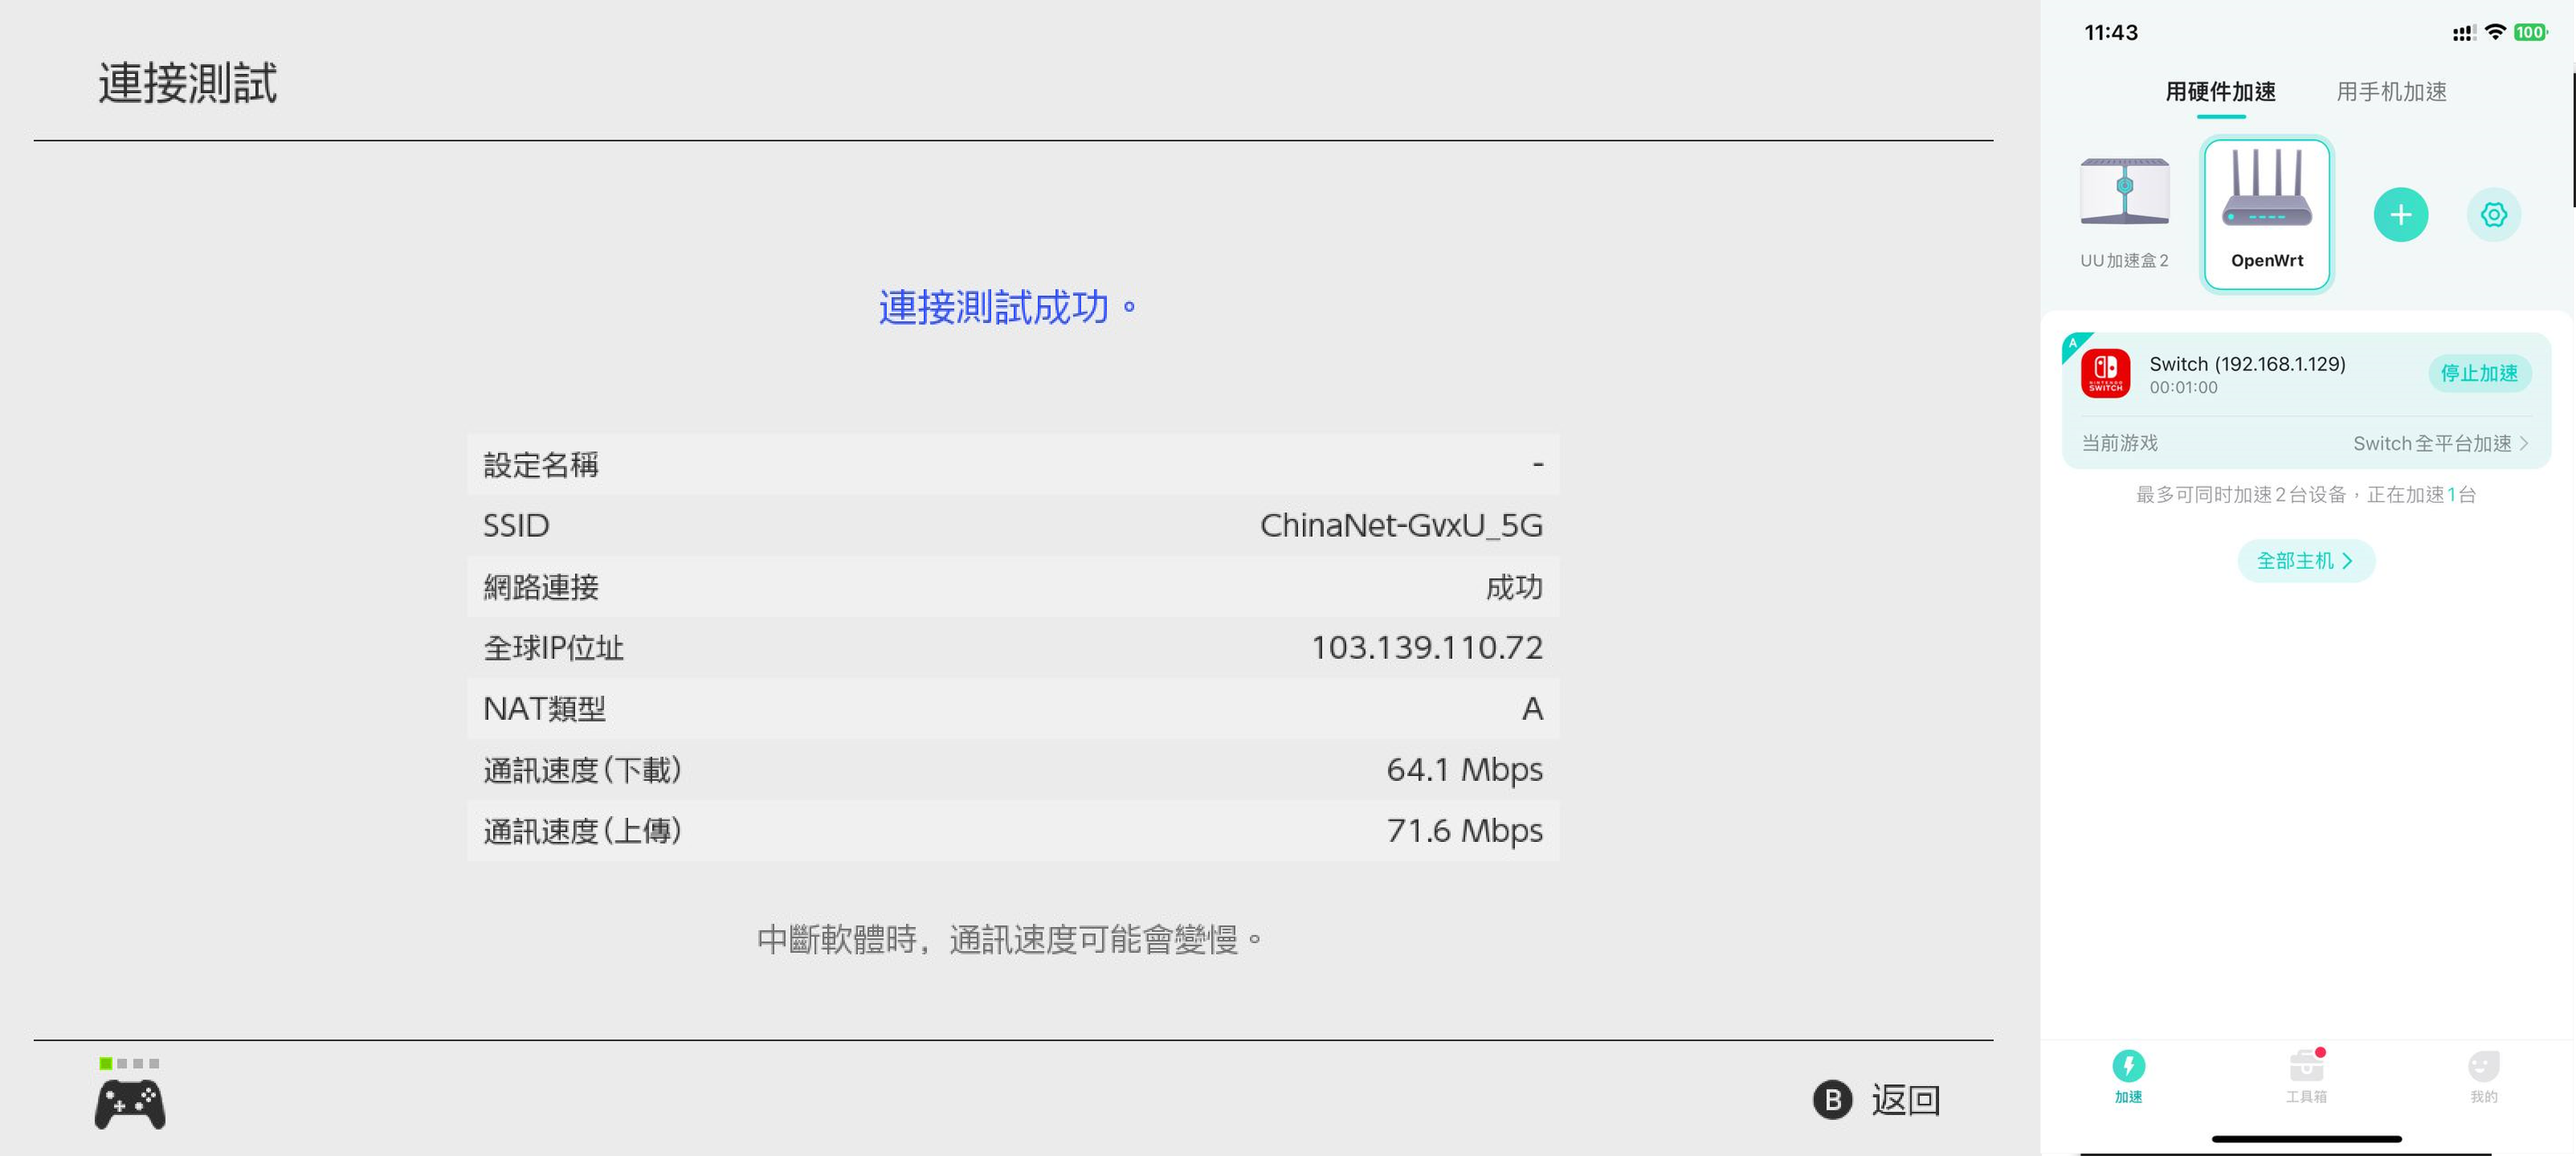 連接測試
連接測試成功。
設定名稱 -
SSID ChinaNet-GvxU_5G
網路連接 成功
全球IP位址 103.139.110.72
NAT類型 A
通訊速度(下載) 64.1 Mbps
通訊速度(上傳) 71.6 Mbps
中斷軟體時，通訊速度可能會變慢。
B 返回
11:43 100
用硬件加速 用手机加速
UU加速盒2 OpenWrt
A
NINTENDO SWITCH
Switch (192.168.1.129)
00:01:00
停止加速
当前游戏 Switch全平台加速
最多可同时加速2台设备，正在加速1台
全部主机
加速 工具箱 我的